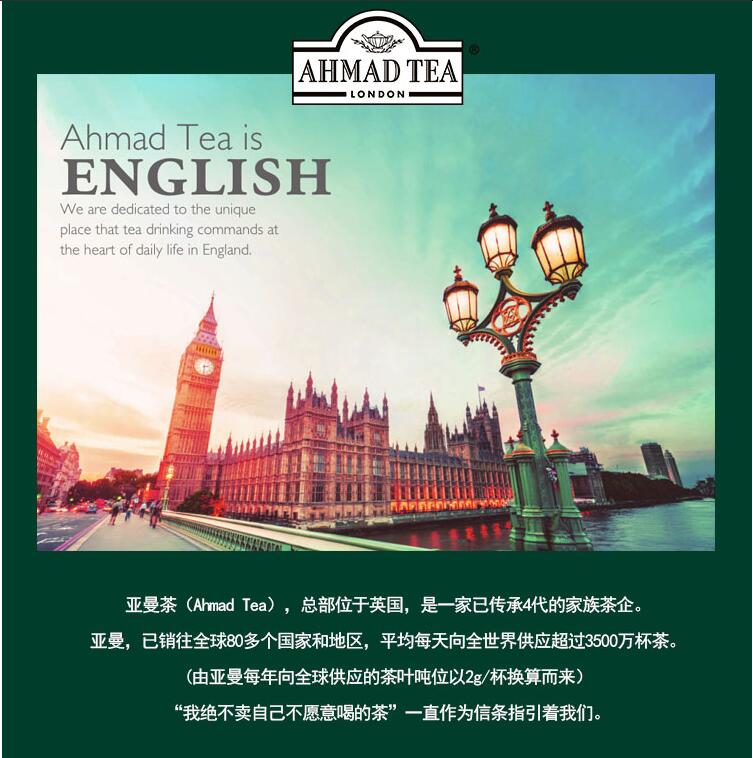 AHMAD TEA®
LONDON
Ahmad Tea is
ENGLISH
We are dedicated to the unique
place that tea drinking commands at
the heart of daily life in England.
亚曼茶（Ahmad Tea），总部位于英国，是一家已传承4代的家族茶企。
亚曼，已销往全球80多个国家和地区，平均每天向全世界供应超过3500万杯茶。
(由亚曼每年向全球供应的茶叶吨位以2g/杯换算而来）
“我绝不卖自己不愿意喝的茶”一直作为信条指引着我们。